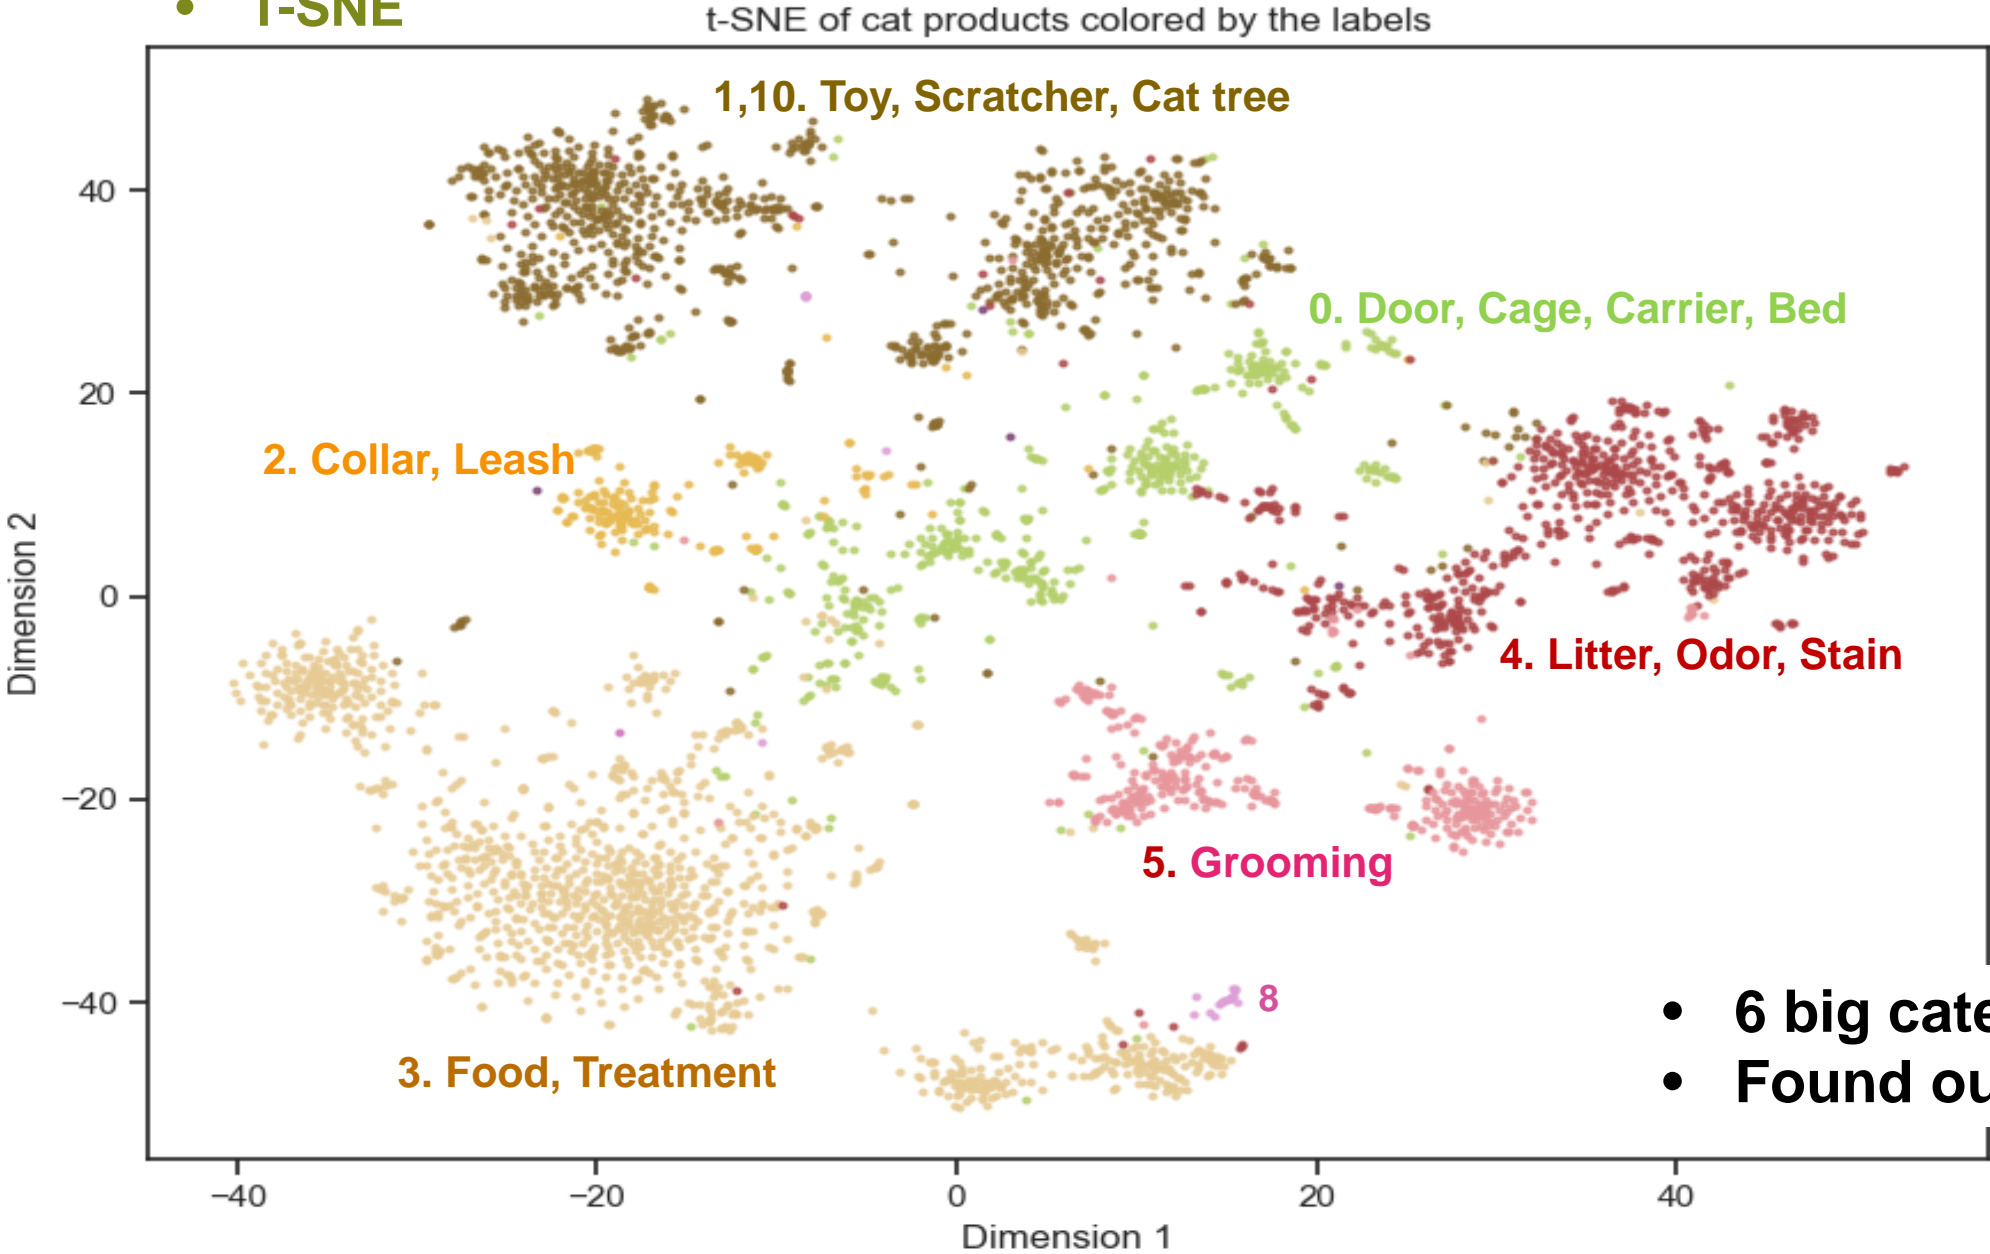 • T-SNE
t-SNE of cat products colored by the labels
1,10. Toy, Scratcher, Cat tree
40
0. Door, Cage, Carrier, Bed
20
2. Collar, Leash
Dimension 2
0
4. Litter, Odor, Stain
−20
5. Grooming
−40
8
• 6 big cate
3. Food, Treatment
• Found ou
−40 −20 0 20 40
Dimension 1